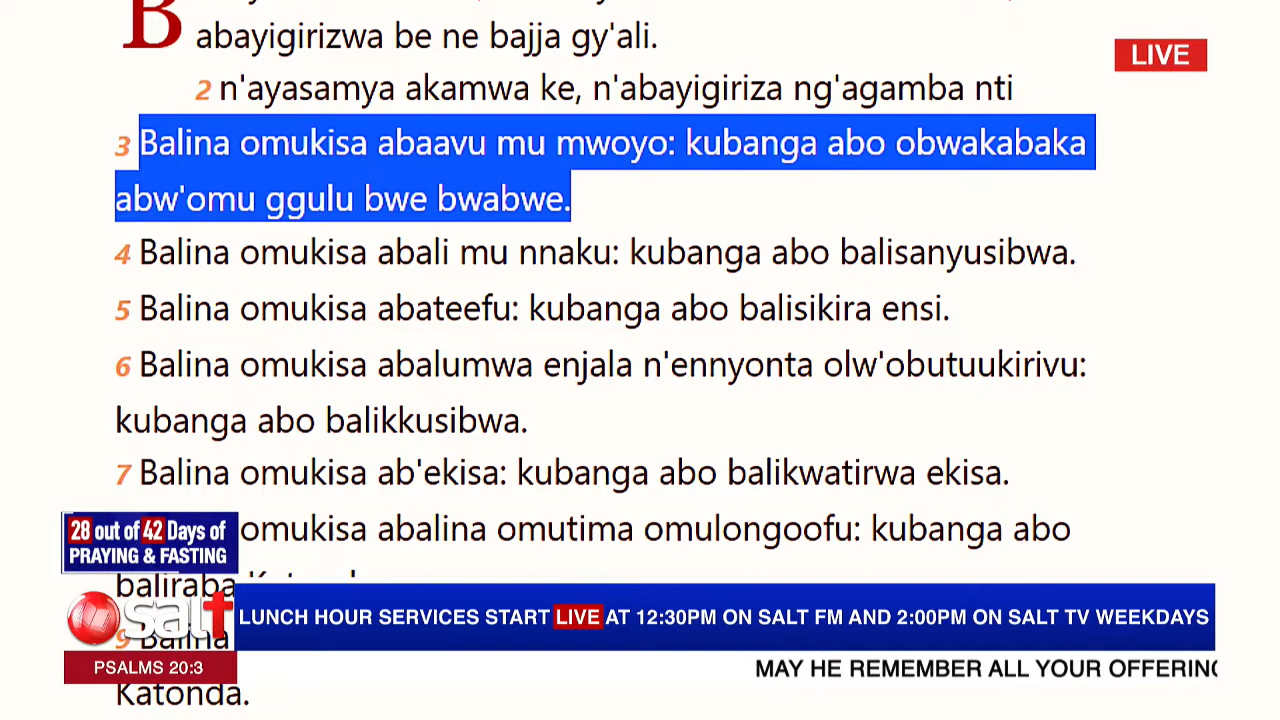 B
abayigirizwa be ne bajja gy'ali.
LIVE
2 n'ayasamya akamwa ke, n'abayigiriza ng'agamba nti
3 Balina omukisa abaavu mu mwoyo: kubanga abo obwakabaka
abw'omu ggulu bwe bwabwe.
4 Balina omukisa abali mu nnaku: kubanga abo balisanyusibwa.
5 Balina omukisa abateefu: kubanga abo balisikira ensi.
6 Balina omukisa abalumwa enjala n'ennyonta olw'obutuukirivu:
kubanga abo balikkusibwa.
7 Balina omukisa ab'ekisa: kubanga abo balikwatirwa ekisa.
28 out of 42 Days of
PRAYING & FASTING
omukisa abalina omutima omulongoofu: kubanga abo
baliraba
salt
LUNCH HOUR SERVICES START LIVE AT 12:30PM ON SALT FM AND 2:00PM ON SALT TV WEEKDAYS
9 Balina
PSALMS 20:3
MAY HE REMEMBER ALL YOUR OFFERING
Katonda.